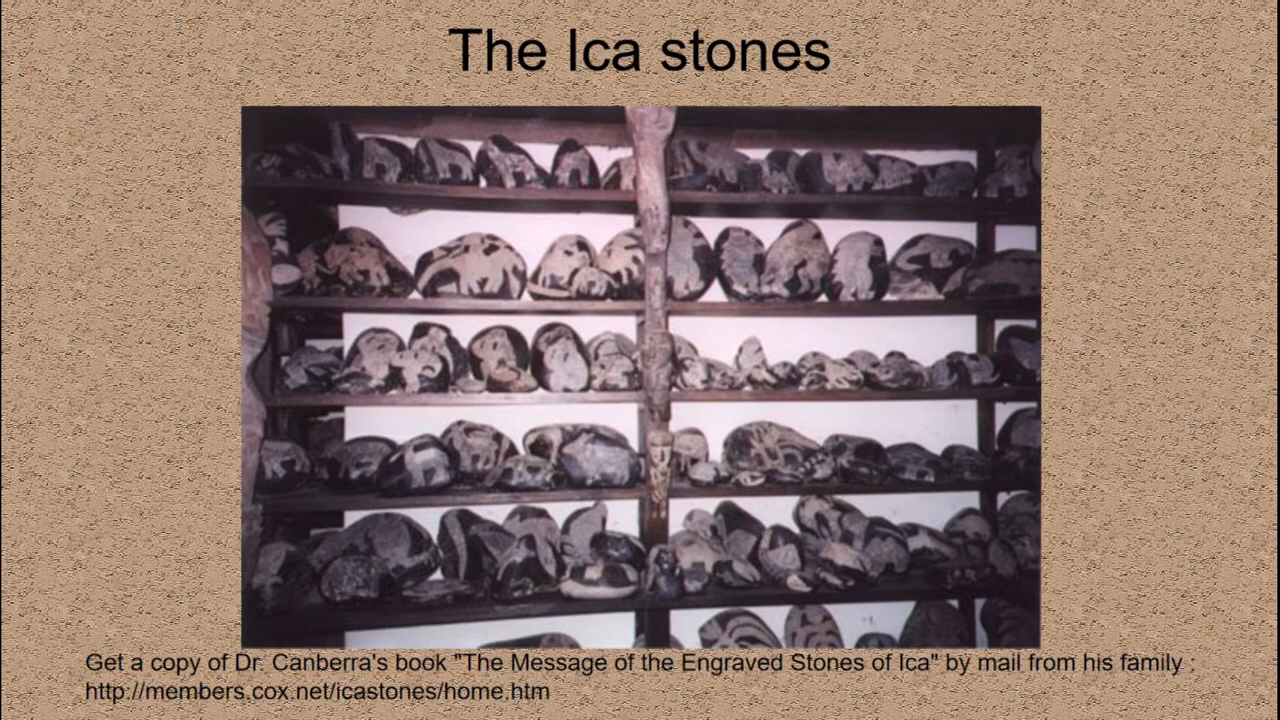 The Ica stones
Get a copy of Dr. Canberra's book "The Message of the Engraved Stones of Ica" by mail from his family :
http://members.cox.net/icastones/home.htm